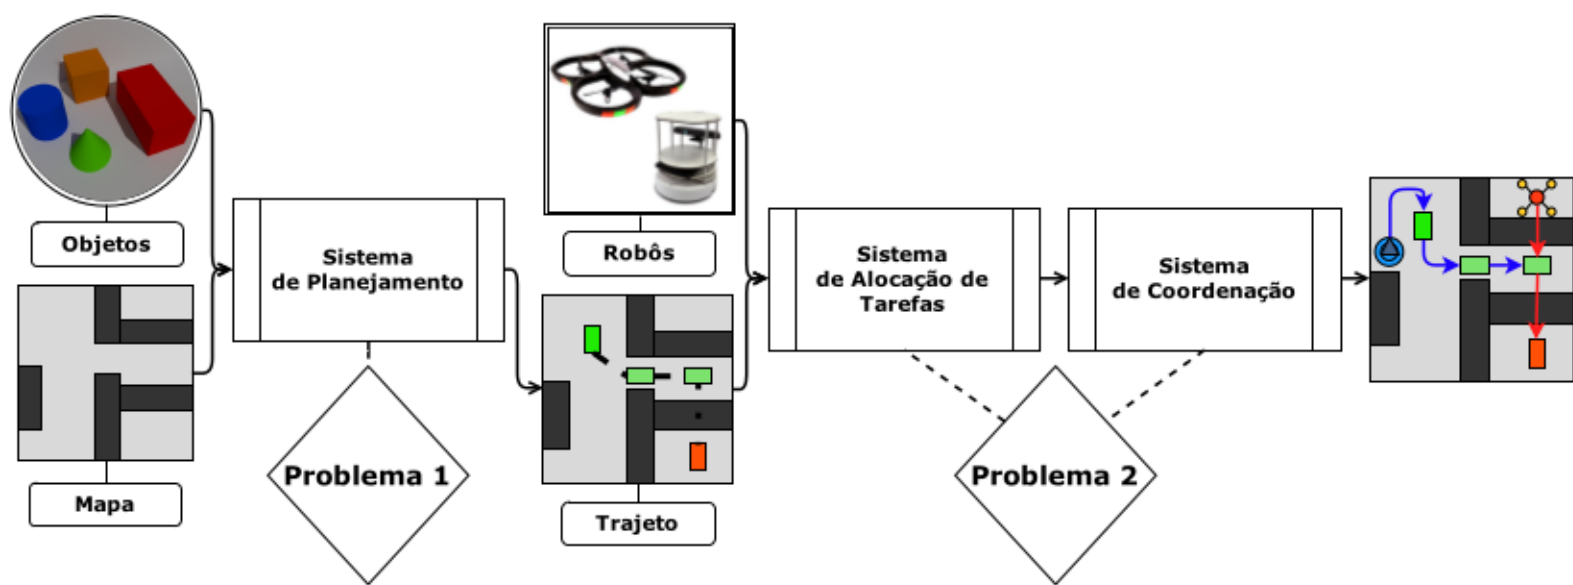 Objetos
Mapa
Sistema
de Planejamento
Problema 1
Robôs
Trajeto
Sistema
de Alocação de
Tarefas
Sistema
de Coordenação
Problema 2